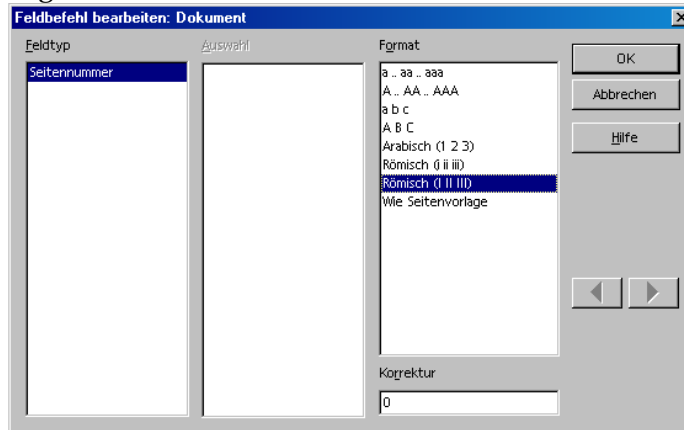 Feldbefehl bearbeiten: Dokument
Feldtyp
Seitennummer
Auswahl
Format
a .. aa .. aaa
A .. AA .. AAA
a b c
A B C
Arabisch (1 2 3)
Römisch (i ii iii)
Römisch (I II III)
Wie Seitenvorlage
Korrektur
0
OK
Abbrechen
Hilfe